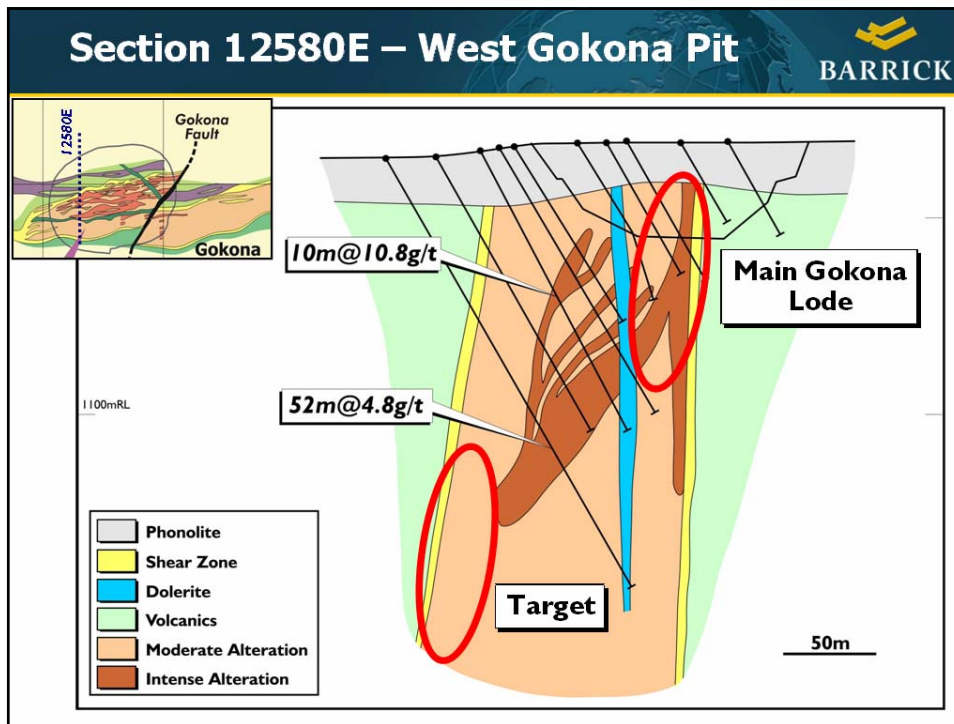 Section 12580E – West Gokona Pit
BARRICK
12580E
Gokona
Fault
Gokona
10m@10.8g/t
Main Gokona
Lode
1100mRL
52m@4.8g/t
Phonolite
Shear Zone
Dolerite
Volcanics
Moderate Alteration
Intense Alteration
Target
50m